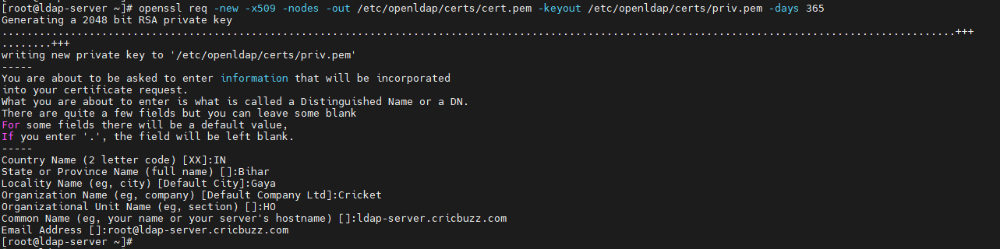 [root@ldap-server ~]# openssl req -new -x509 -nodes -out /etc/openldap/certs/cert.pem -keyout /etc/openldap/certs/priv.pem -days 365
Generating a 2048 bit RSA private key
.........................................................................................................................................................+++
........+++
writing new private key to '/etc/openldap/certs/priv.pem'
-----
You are about to be asked to enter information that will be incorporated
into your certificate request.
What you are about to enter is what is called a Distinguished Name or a DN.
There are quite a few fields but you can leave some blank
For some fields there will be a default value,
If you enter '.', the field will be left blank.
-----
Country Name (2 letter code) [XX]:IN
State or Province Name (full name) []:Bihar
Locality Name (eg, city) [Default City]:Gaya
Organization Name (eg, company) [Default Company Ltd]:Cricket
Organizational Unit Name (eg, section) []:HO
Common Name (eg, your name or your server's hostname) []:ldap-server.cricbuzz.com
Email Address []:root@ldap-server.cricbuzz.com
[root@ldap-server ~]#